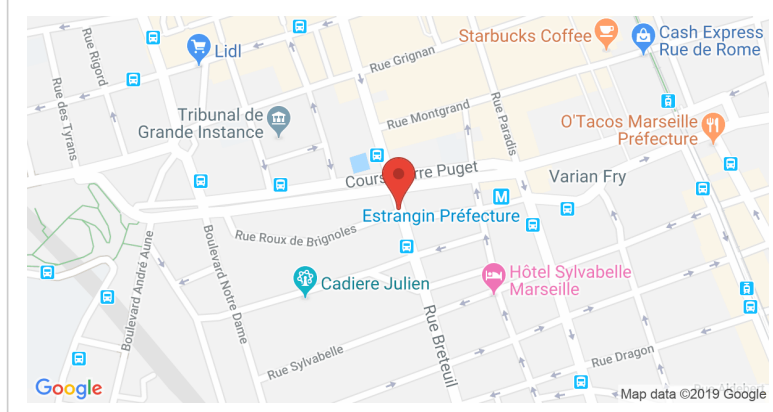 Starbucks Coffee
Cash Express
Rue de Rome
Lidl
Rue Rigord
Rue des Tyrans
Rue Grignan
Rue Montgrand
Rue Paradis
Tribunal de
Grande Instance
O'Tacos Marseille
Préfecture
Cours
rre Puget
Varian Fry
M
Estrangin Préfecture
Rue Roux de Brignoles
Boulevard André Aune
Boulevard Notre Dame
Cadiere Julien
Hôtel Sylvabelle
Marseille
Rue Breteuil
Rue Sylvabelle
Rue Dragon
Google
Map data ©2019 Google